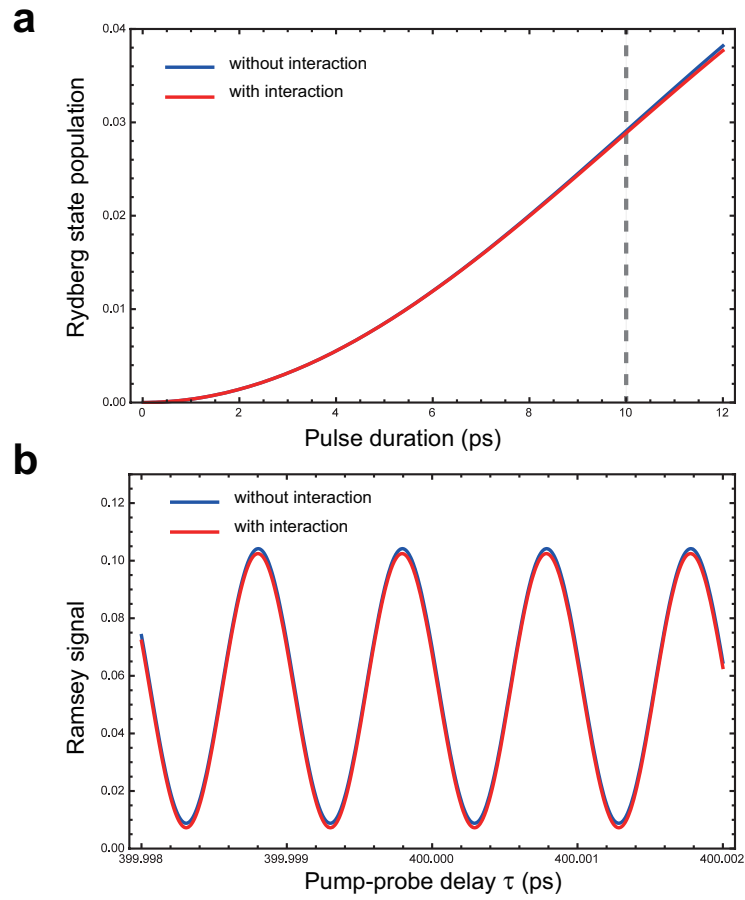 a
0.04
without interaction
with interaction
0.03
0.02
0.01
0.00
Rydberg state population
0 2 4 6 8 10 12
Pulse duration (ps)
b
without interaction
with interaction
0.12
0.10
0.08
0.06
0.04
0.02
0.00
Ramsey signal
399.998 399.999 400.000 400.001 400.002
Pump-probe delay τ (ps)